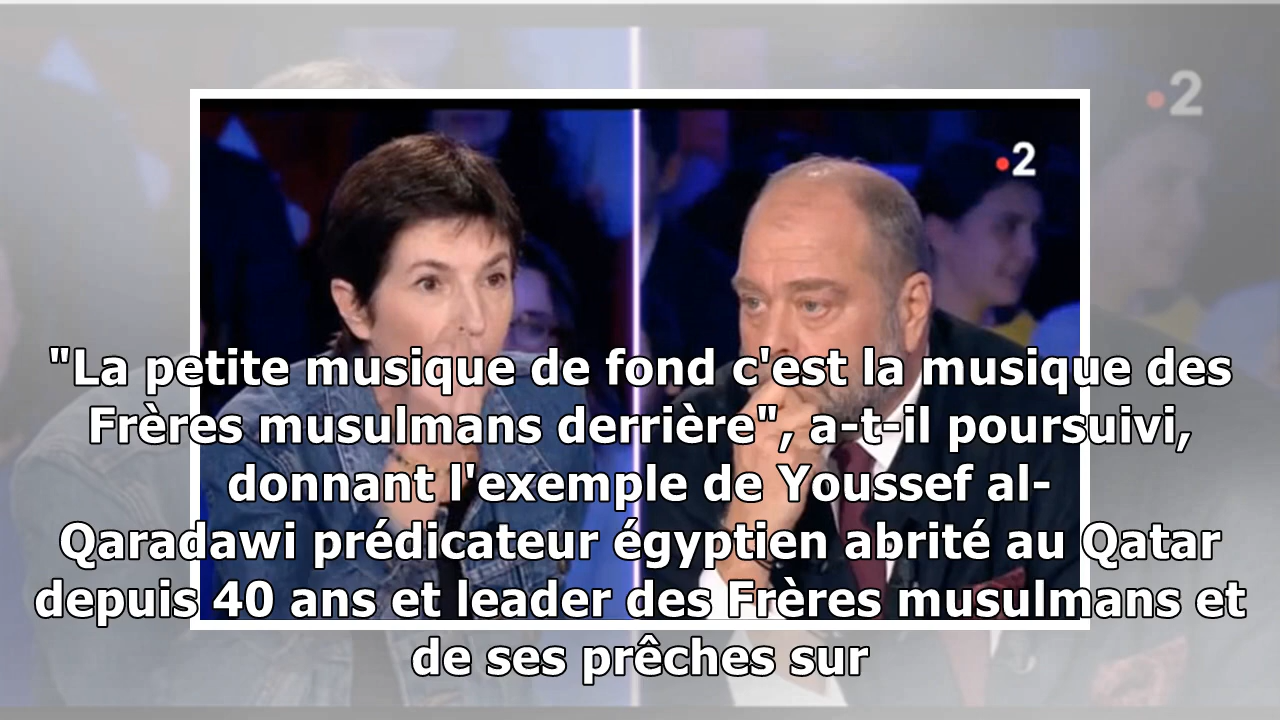 2
2
"La petite musique de fond c'est la musique des
Frères musulmans derrière", a-t-il poursuivi,
donnant l'exemple de Youssef al-
Qaradawi prédicateur égyptien abrité au Qatar
depuis 40 ans et leader des Frères musulmans et
de ses prêches sur